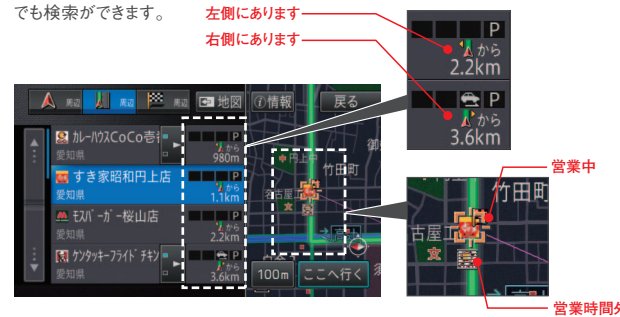 でも検索ができます。
左側にあります
右側にあります
P
から
2.2km
P
から
3.6km
周辺
周辺
周辺
地図
情報
戻る
カレーハウスCoCo壱
愛知県
P
から
980m
すき家昭和円上店
愛知県
P
から
1.1km
モスバーガー桜山店
愛知県
P
から
2.2km
ケンタッキーフライドチキン
愛知県
P
から
3.6km
円上中
竹田町
名古屋
文
100m
ここへ行く
営業中
竹田町
古屋
文
営業時間外